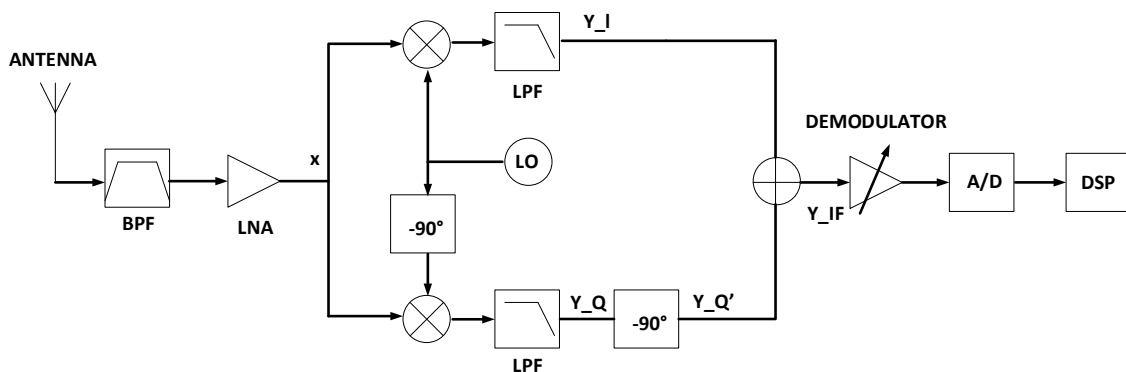 Y_I
ANTENNA
LPF
DEMODULATOR
x
LO
A/D
DSP
BPF
LNA
-90°
Y_IF
Y_Q
Y_Q’
-90°
LPF